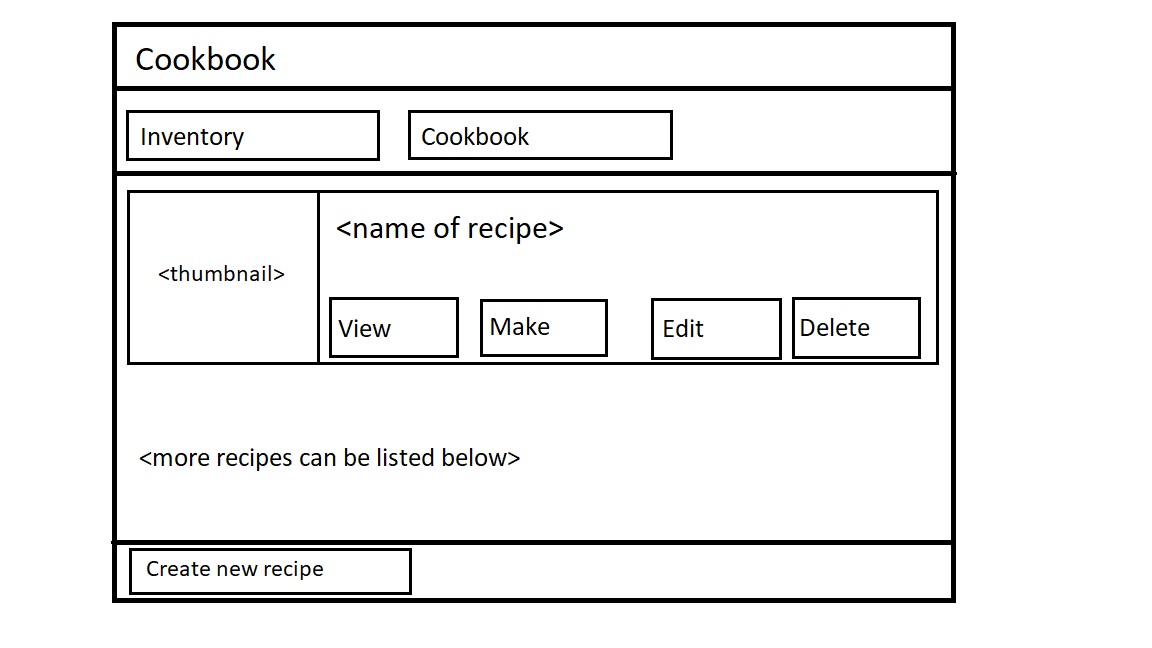 Cookbook
Inventory
Cookbook
<name of recipe>
<thumbnail>
View
Make
Edit
Delete
<more recipes can be listed below>
Create new recipe